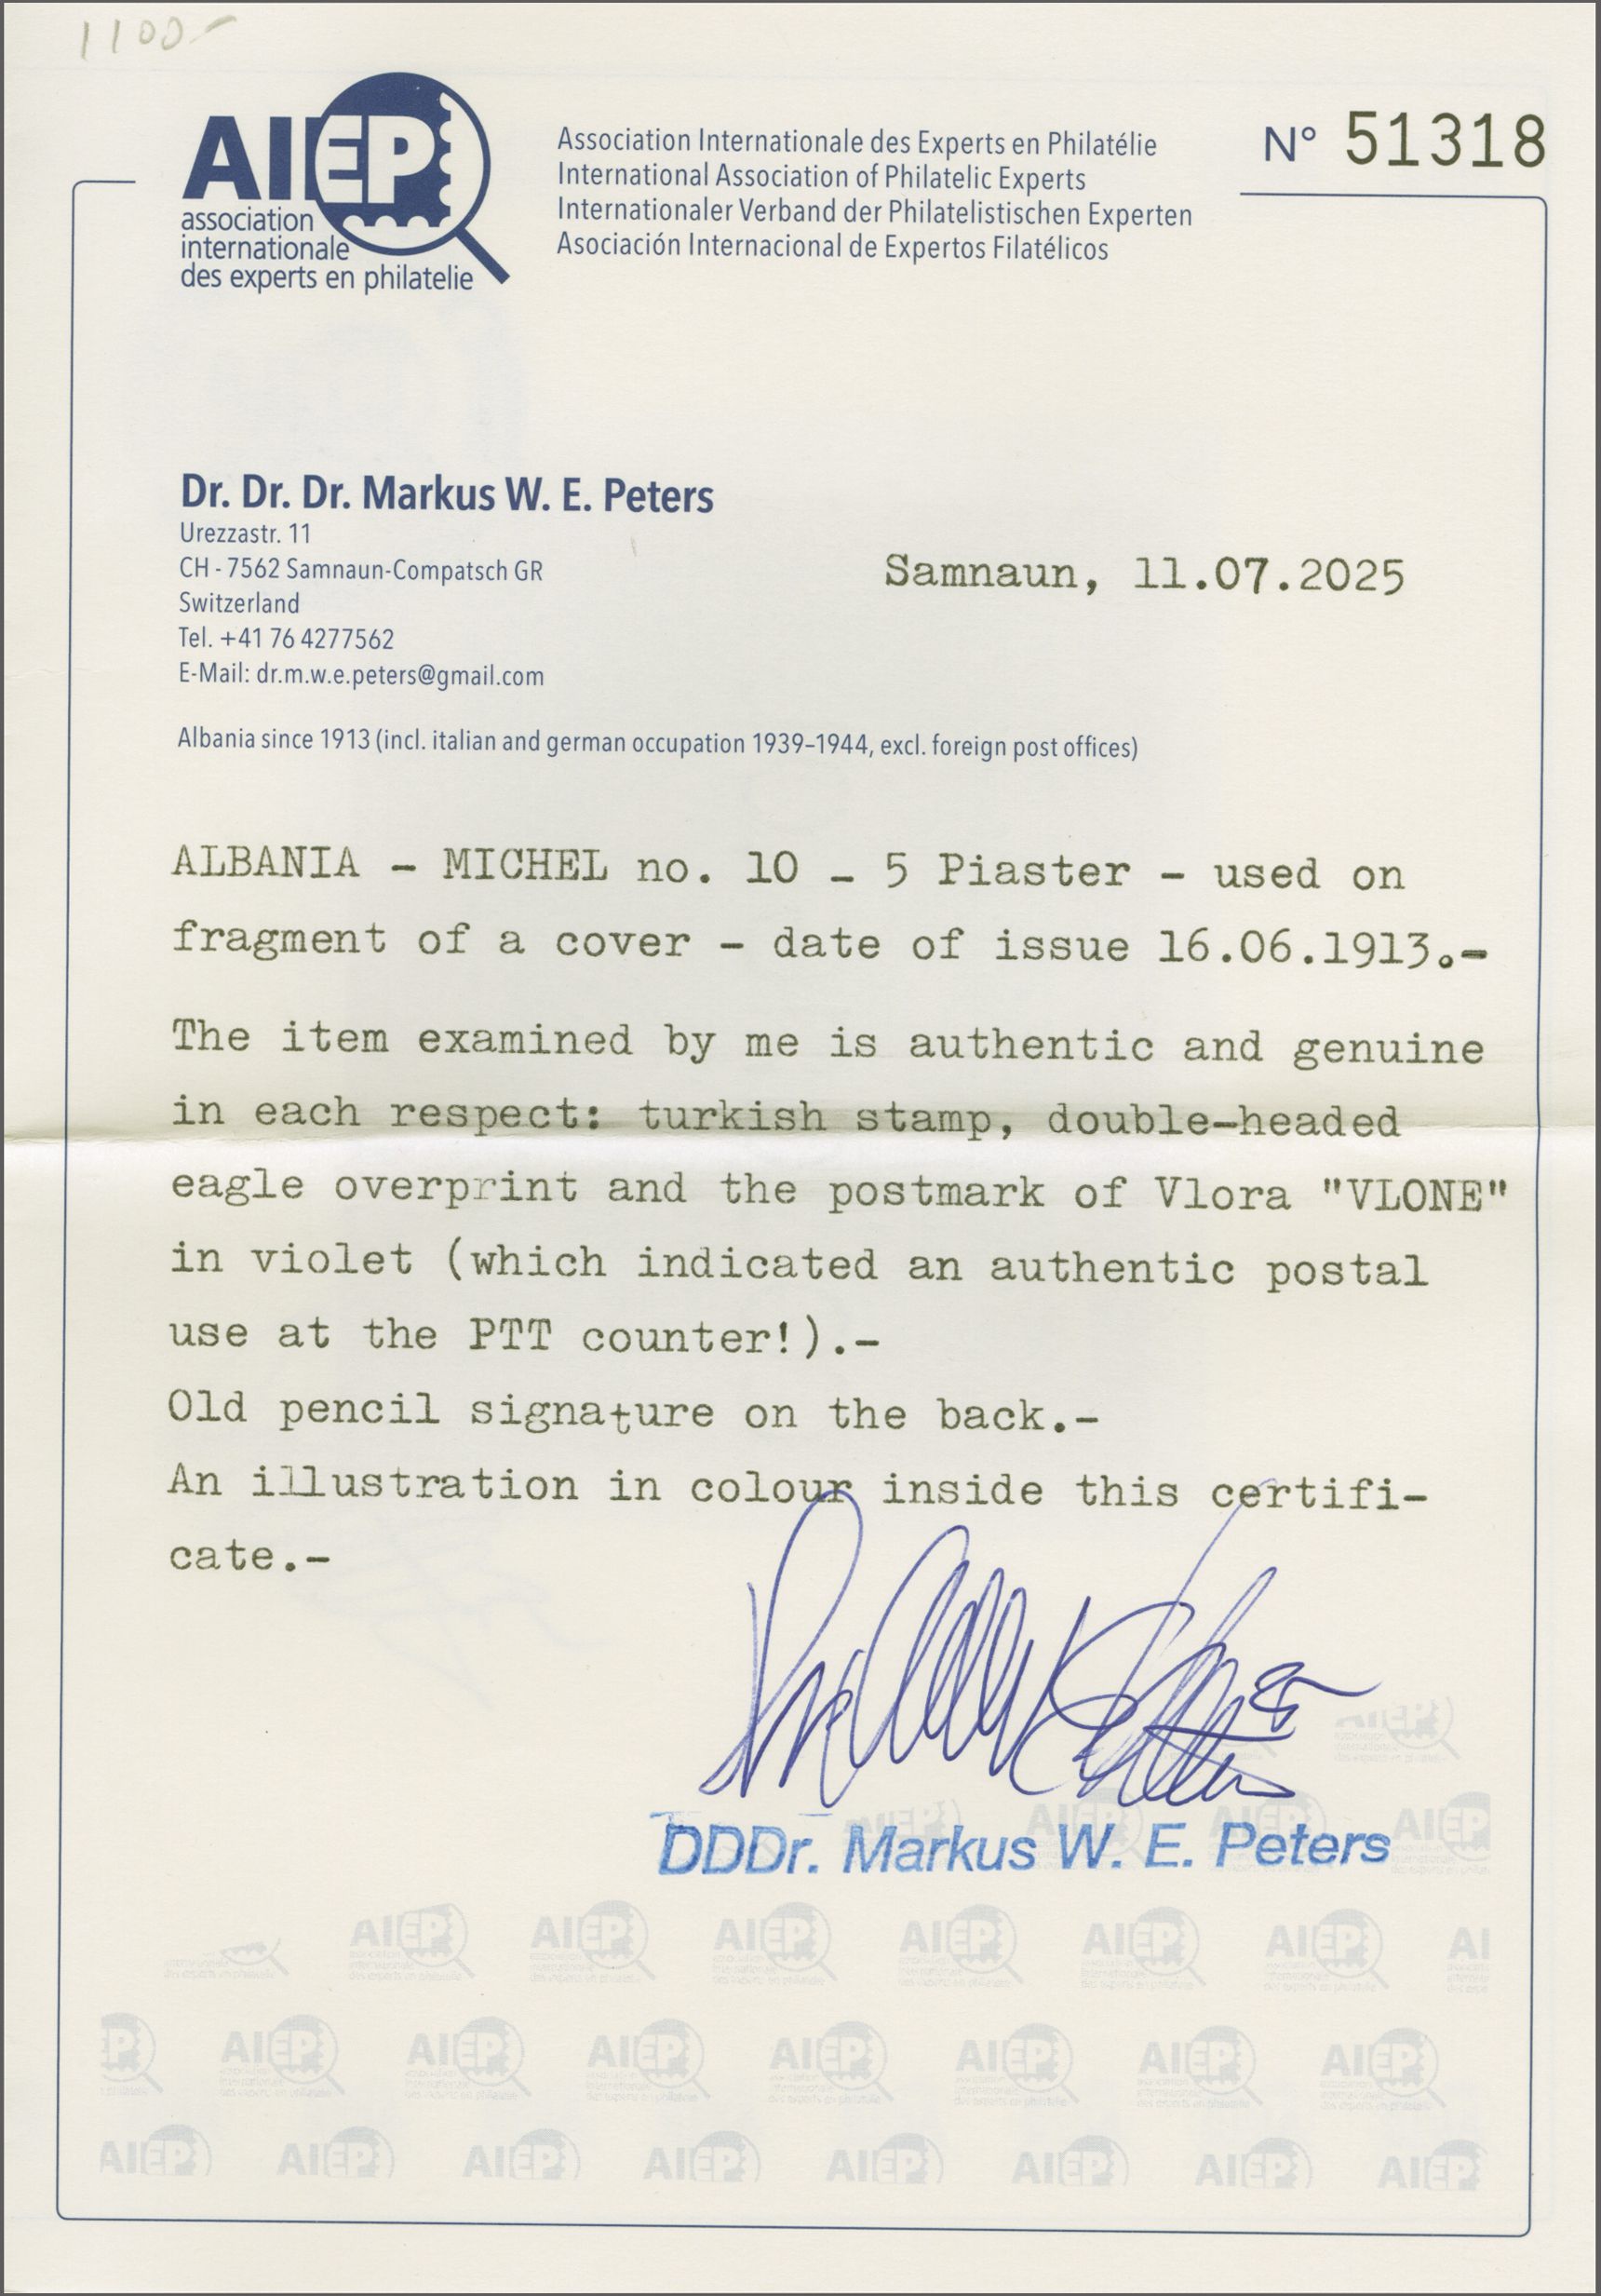 1100-
AIEP
association
internationale
des experts en philatelie
Association Internationale des Experts en Philatélie
International Association of Philatelic Experts
Internationaler Verband der Philatelistischen Experten
Asociación Internacional de Expertos Filatélicos
N° 51318
Dr. Dr. Dr. Markus W. E. Peters
Urezzastr. 11
CH - 7562 Samnaun-Compatsch GR
Switzerland
Tel. +41 76 4277562
E-Mail: dr.m.w.e.peters@gmail.com
Samnaun, 11.07.2025
Albania since 1913 (incl. italian and german occupation 1939–1944, excl. foreign post offices)
ALBANIA - MICHEL no. 10 - 5 Piaster - used on
fragment of a cover - date of issue 16.06.1913.-
The item examined by me is authentic and genuine
in each respect: turkish stamp, double-headed
eagle overprint and the postmark of Vlora "VLONE"
in violet (which indicated an authentic postal
use at the PTT counter!).-
Old pencil signature on the back.-
An illustration in colour inside this certifi-
cate.-
DDDr. Markus W. E. Peters